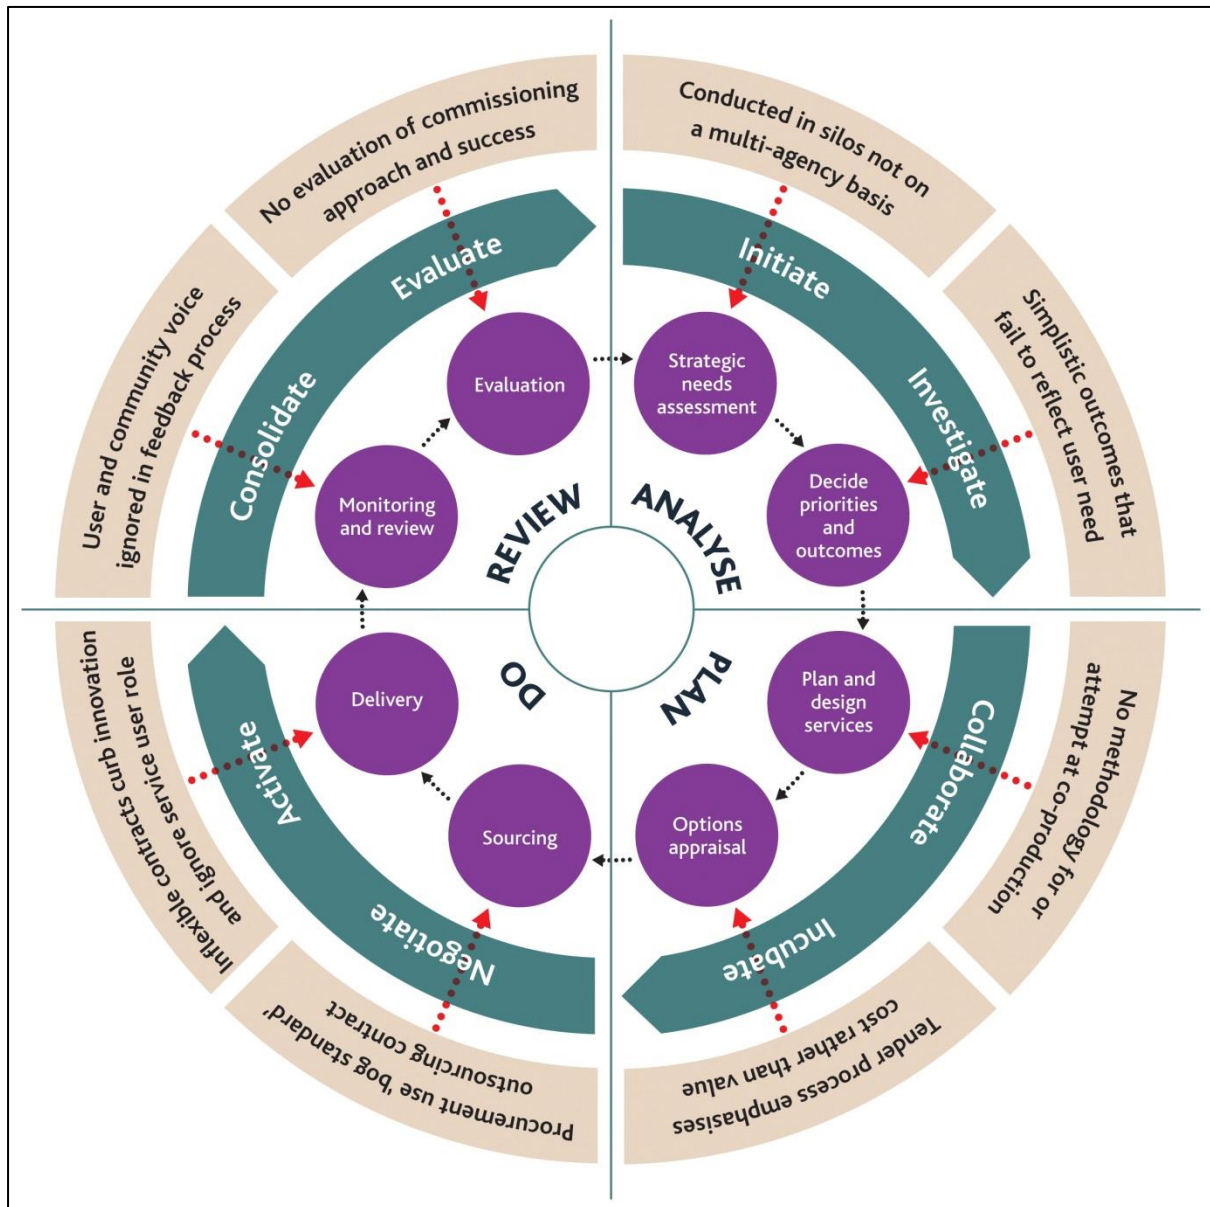 Conducted in silos not on
a multi-agency basis
Simplistic outcomes that
fail to reflect user need
No methodology for or
attempt at co-production
Tender process emphasises
cost rather than value
Procurement use 'bog standard'
outsourcing contract
Inflexible contracts curb innovation
and ignore service user role
User and community voice
ignored in feedback process
No evaluation of commissioning
approach and success
Initiate
Investigate
Collaborate
Incubate
Negotiate
Activate
Consolidate
Evaluate
Strategic
needs
assessment
Decide
priorities
and
outcomes
Plan and
design
services
Options
appraisal
Sourcing
Delivery
Monitoring
and review
Evaluation
ANALYSE
PLAN
DO
REVIEW